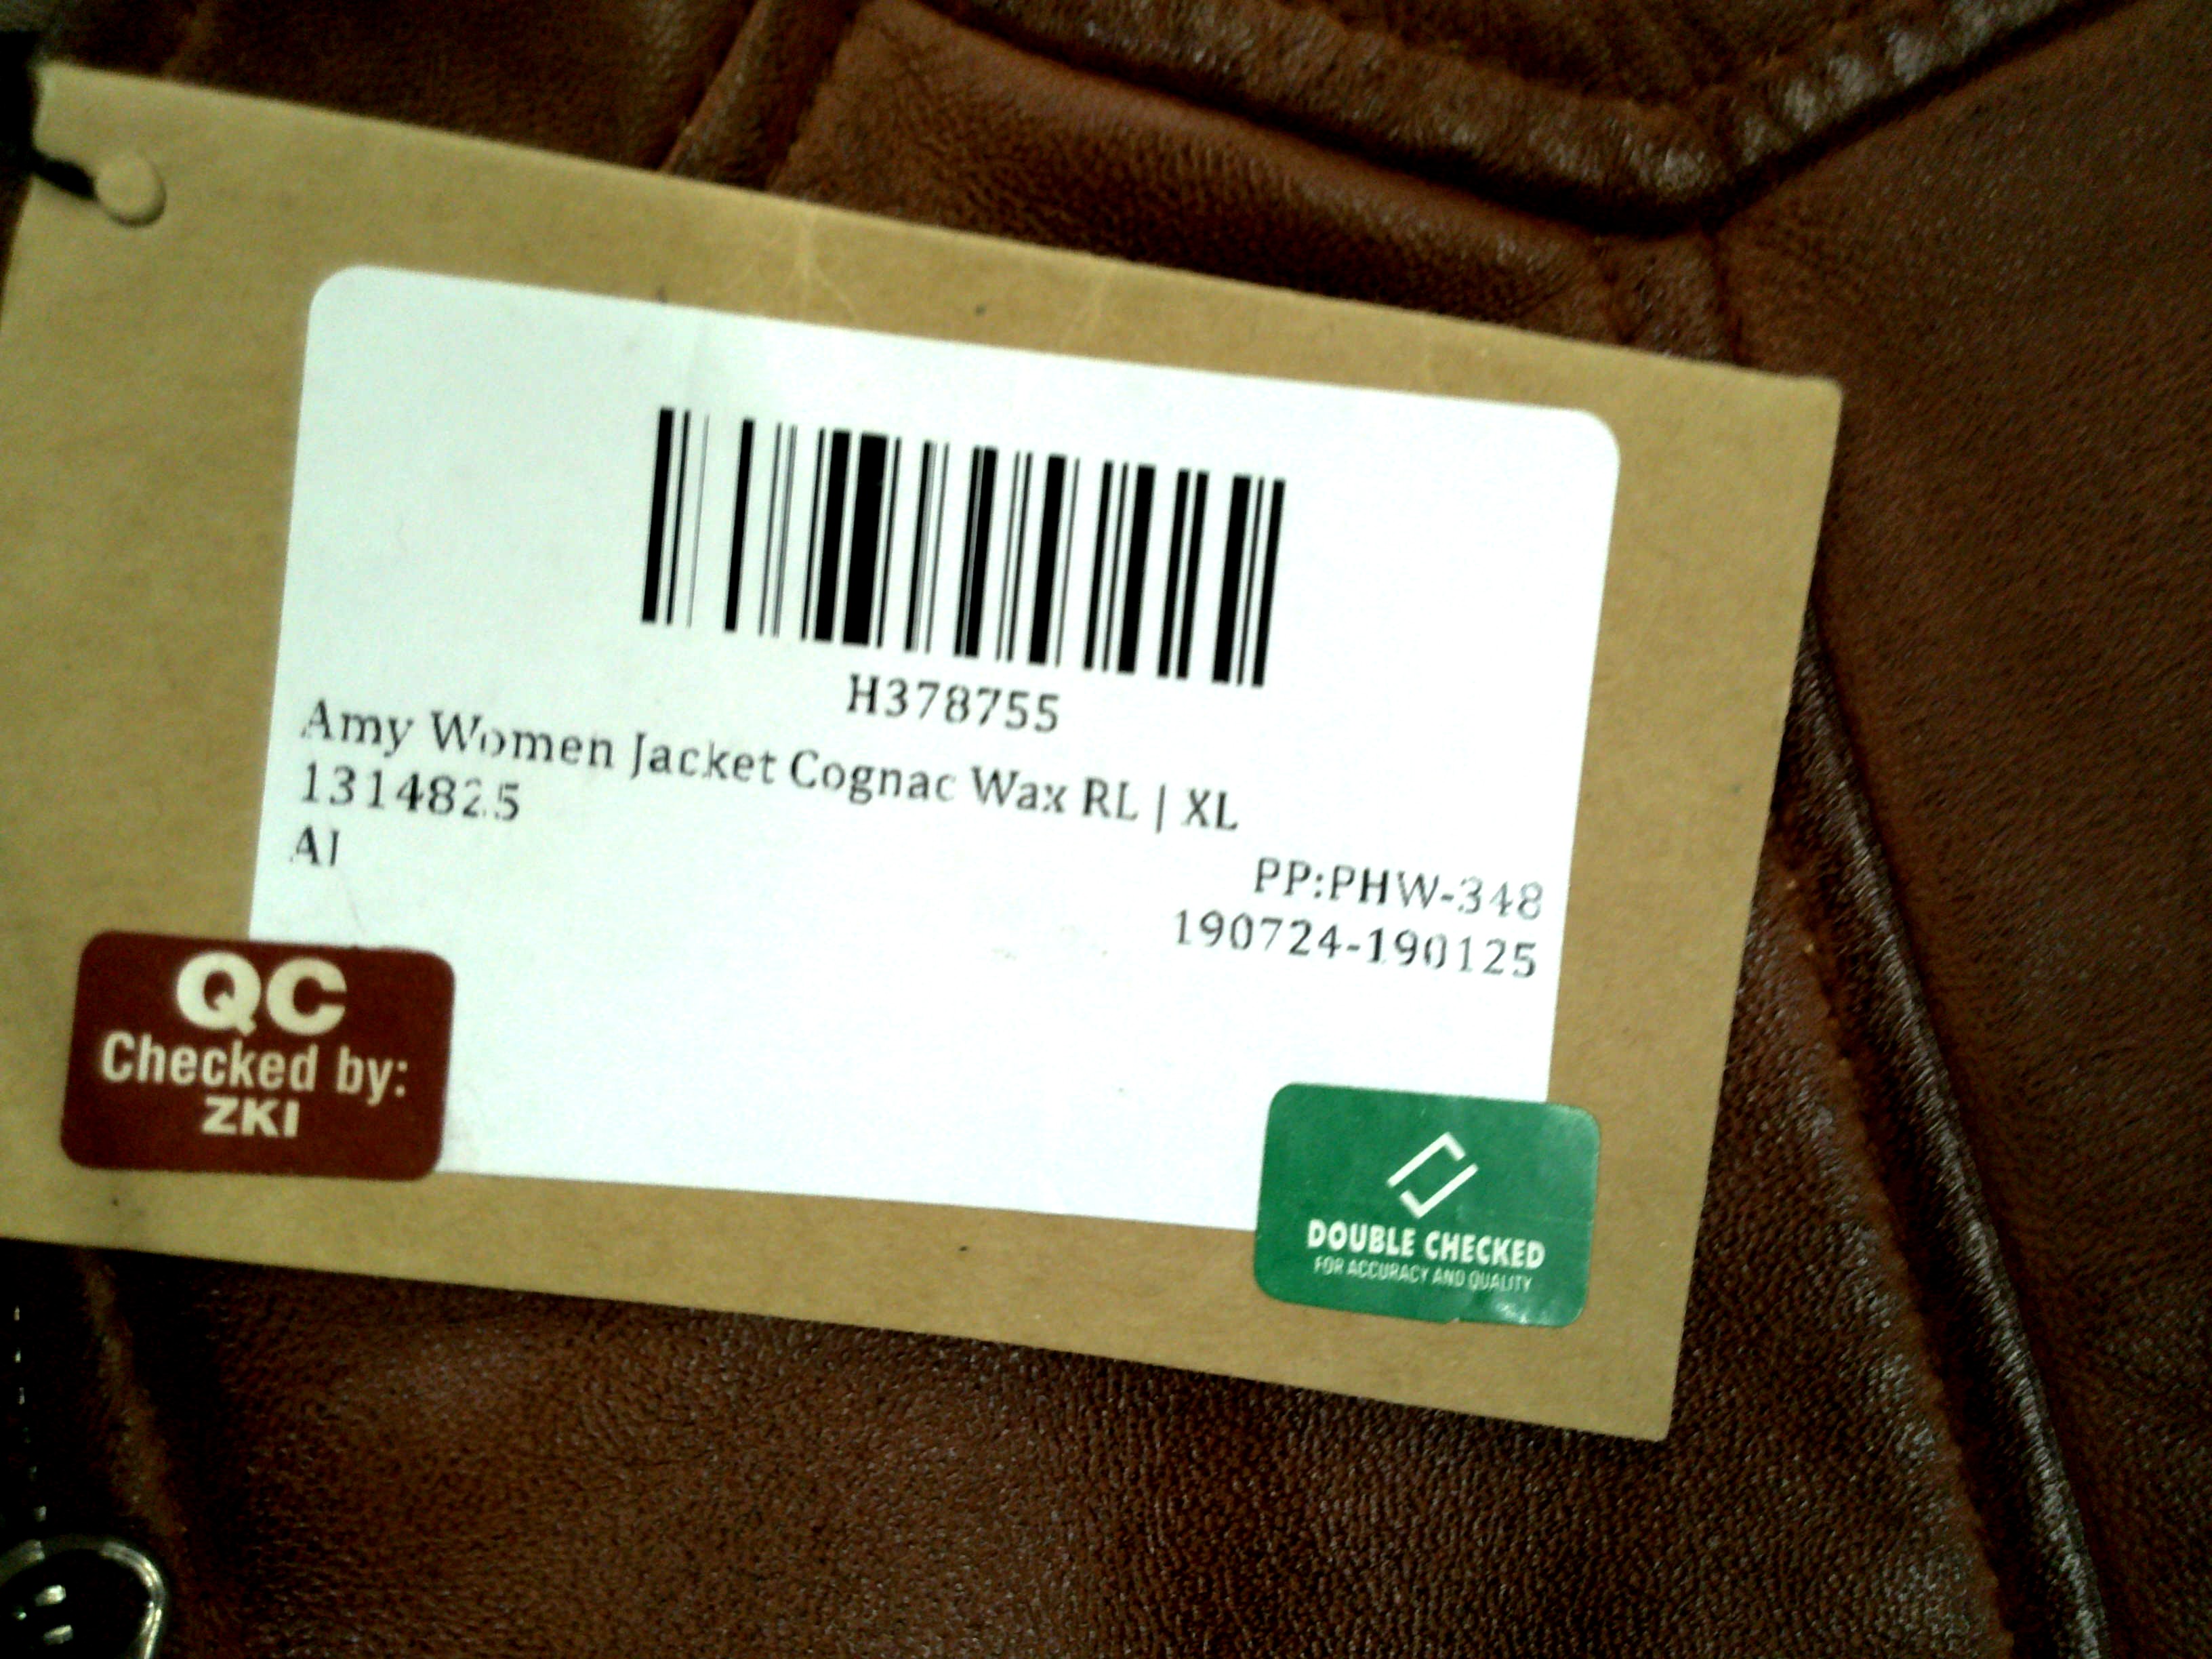 H378755
Amy Women Jacket Cognac Wax RL | XL
1314825
AI
PP:PHW-348
190724-190125
QC
Checked by:
ZKI
DOUBLE CHECKED
FOR ACCURACY AND QUALITY